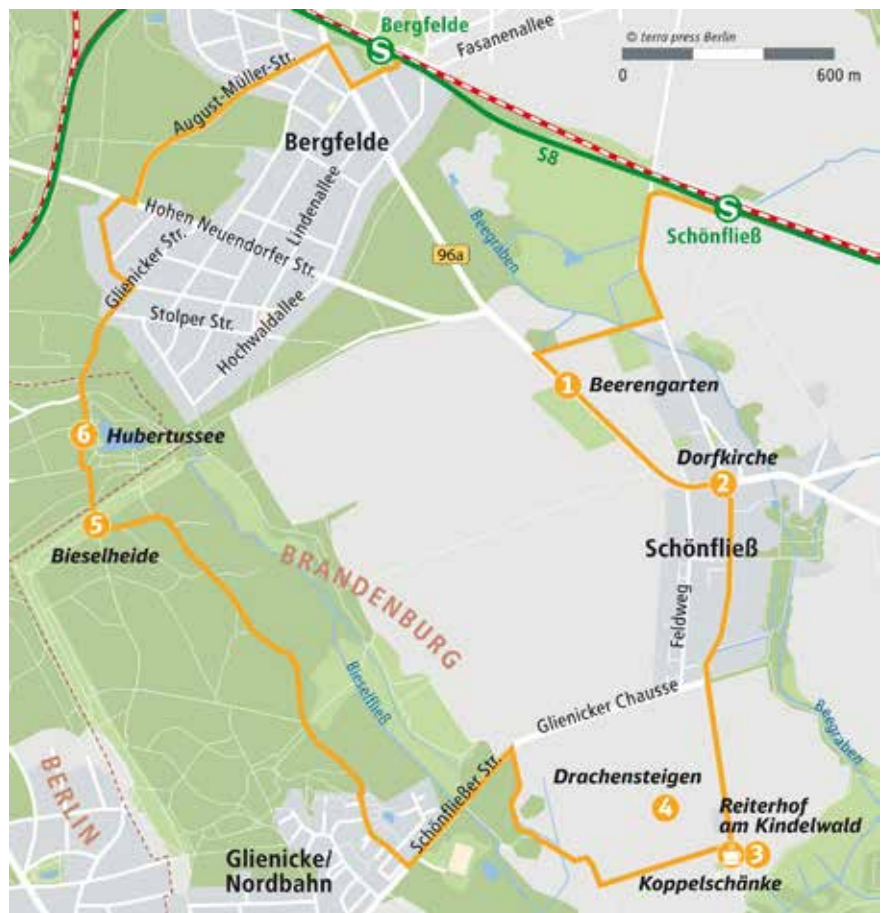 Bergfelde
S
Fasanenallee
© terra press Berlin
0 600 m
August-Müller-Str.
Bergfelde
S8
Lindenallee
S
Schönfließ
Hohen Neuendorfer Str.
Beegraben
96a
Glienicker Str.
Stolper Str.
Hochwaldallee
1
Beerengarten
6
Hubertussee
Dorfkirche
2
5
Bieselheide
Schönfließ
BRANDENBURG
Feldweg
Bieselfließ
Glienicker Chausse
Beegraben
BERLIN
Schönfließer Str.
Drachensteigen
4
Reiterhof
am Kindelwald
3
Koppelschänke
Glienicke/
Nordbahn